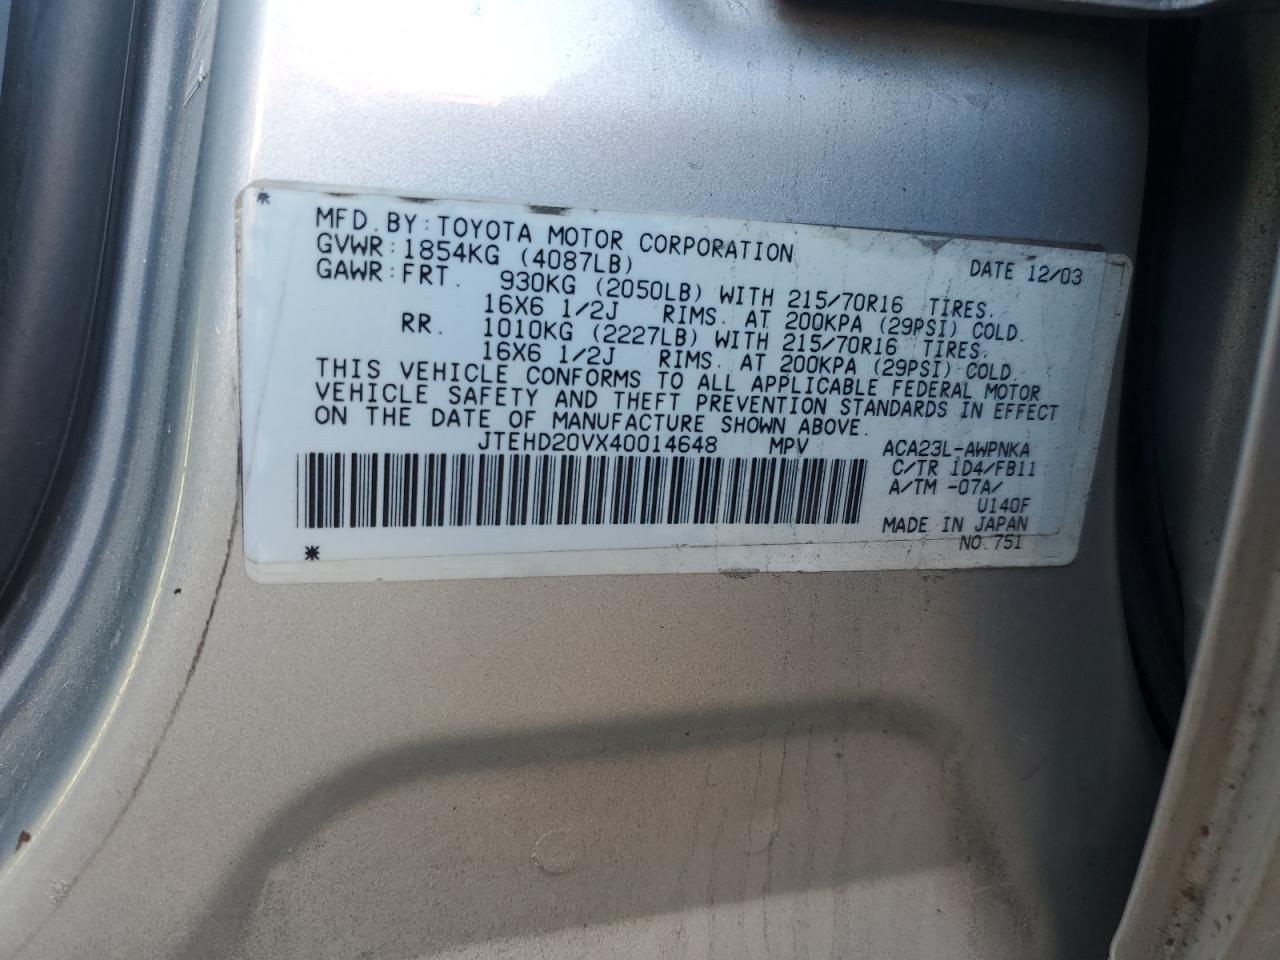 MFD. BY: TOYOTA MOTOR CORPORATION DATE 12/03
GVWR: 1854KG (4087LB)
GAWR: FRT. 930KG (2050LB) WITH 215/70R16 TIRES.
16X6 1/2J RIMS. AT 200KPA (29PSI) COLD.
RR. 1010KG (2227LB) WITH 215/70R16 TIRES.
16X6 1/2J RIMS. AT 200KPA (29PSI) COLD
THIS VEHICLE CONFORMS TO ALL APPLICABLE FEDERAL MOTOR
VEHICLE SAFETY AND THEFT PREVENTION STANDARDS IN EFFECT
ON THE DATE OF MANUFACTURE SHOWN ABOVE.
JTEHD20VX40014648 MPV ACA23L-AWPNKA
C/TR 1D4/FB11
A/TM -07A/
U140F
MADE IN JAPAN
NO.751